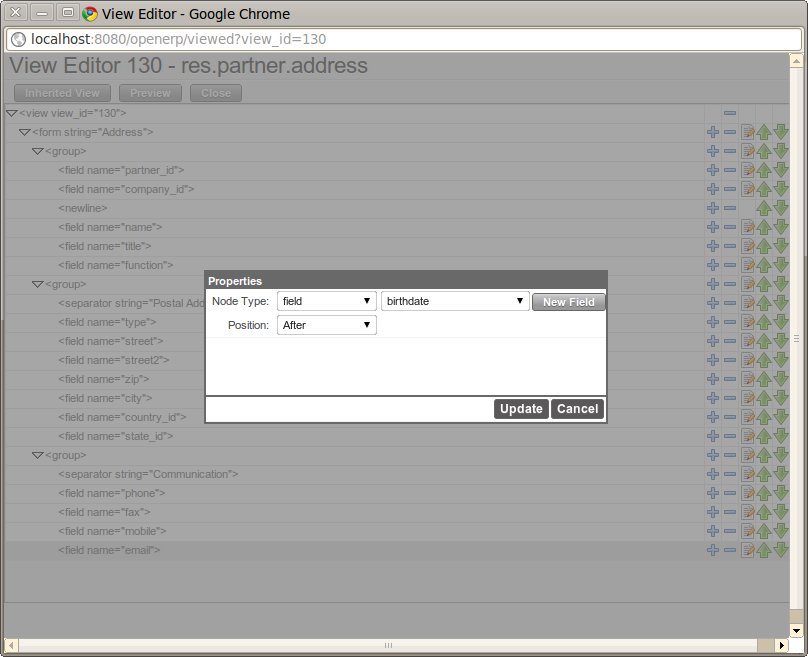 View Editor - Google Chrome
localhost:8080/openerp/viewed?view_id=130
View Editor 130 - res.partner.address
Inherited View Preview Close
<view view_id="130">
<form string="Address">
<group>
<field name="partner_id">
<field name="company_id">
<newline>
<field name="name">
<field name="title">
<field name="function">
<group>
<separator string="Postal Add
<field name="type">
<field name="street">
<field name="street2">
<field name="zip">
<field name="city">
<field name="country_id">
<field name="state_id">
<group>
<separator string="Communication">
<field name="phone">
<field name="fax">
<field name="mobile">
<field name="email">
Properties
Node Type: field birthdate New Field
Position: After
Update Cancel